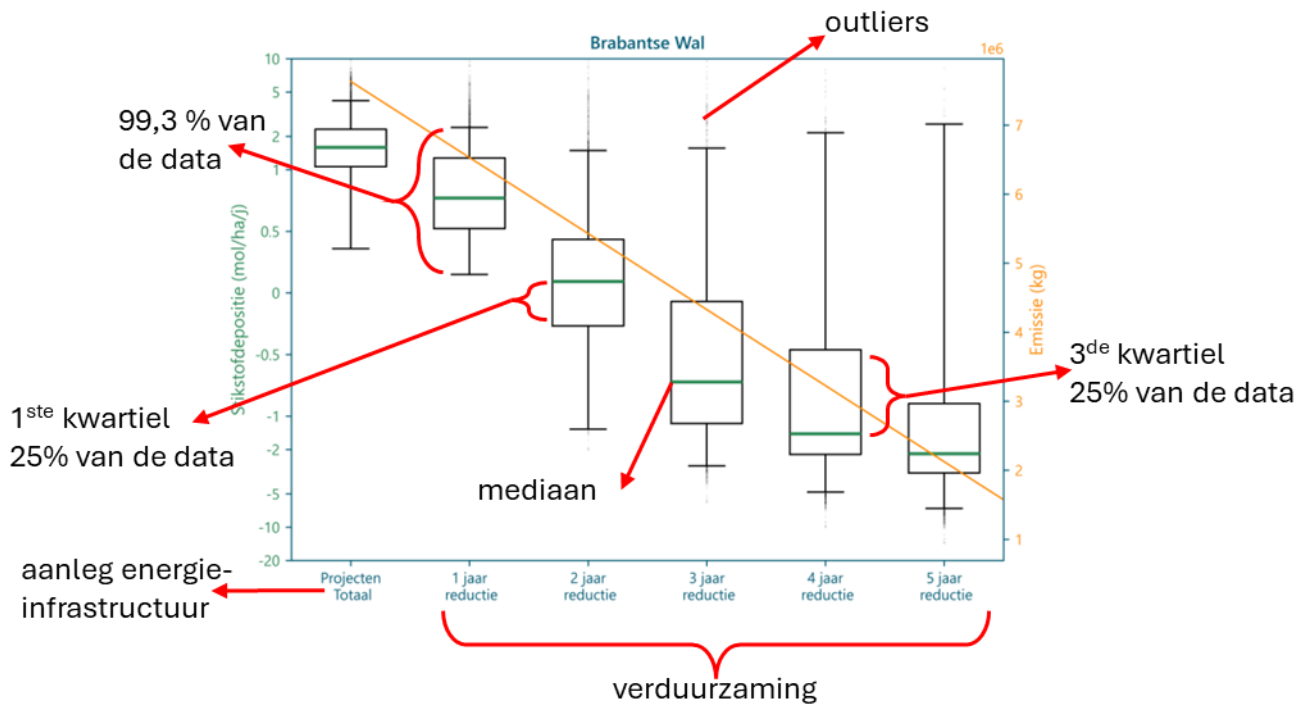 outliers
Brabantse Wal
1e6
10
5
2
1
0.5
0
-0.5
-1
-2
-5
-10
-20
Stikstofdepositie (mol/ha/j)
99,3 % van
de data
1ste kwartiel
25% van de data
mediaan
7
6
5
4
3
2
1
Emissie (kg)
3de kwartiel
25% van de data
aanleg energie-
infrastructuur
Projecten
Totaal
1 jaar
reductie
2 jaar
reductie
3 jaar
reductie
4 jaar
reductie
5 jaar
reductie
verduurzaming